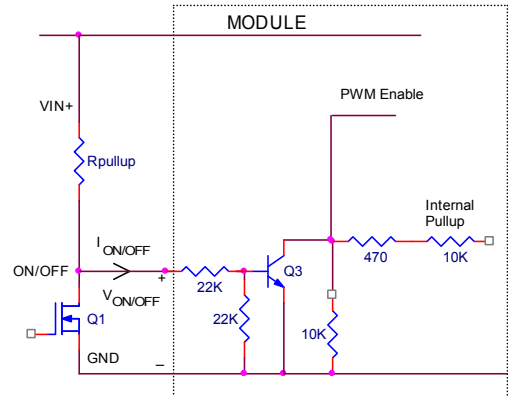 MODULE
PWM Enable
VIN+
Rpullup
Internal
Pullup
I ON/OFF
ON/OFF
+
V ON/OFF
22K
Q3
470
10K
Q1
22K
10K
GND
_